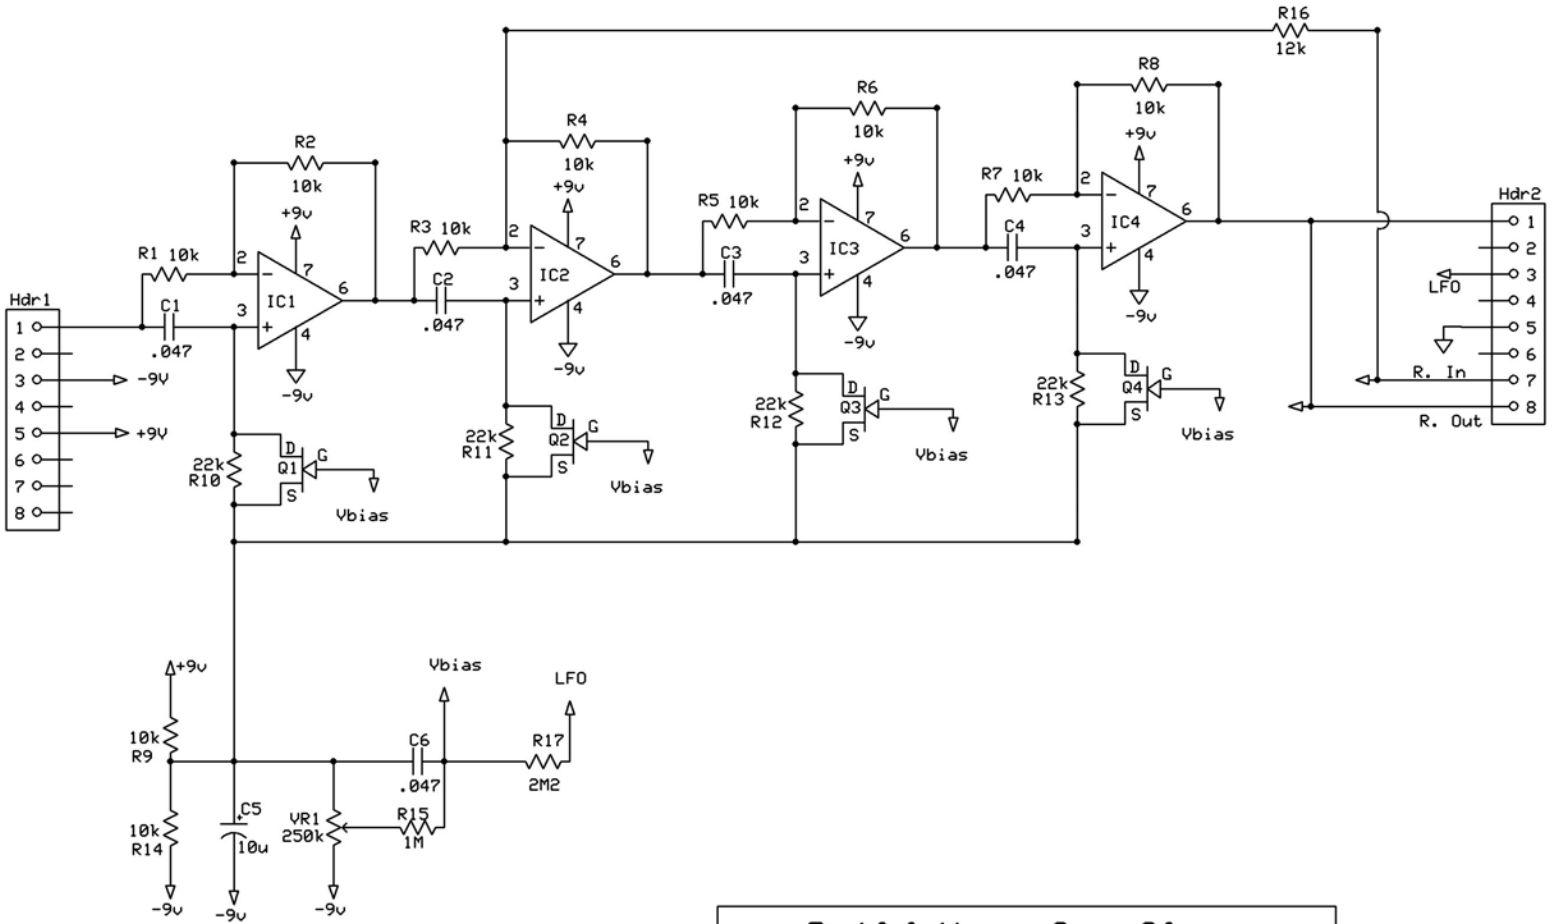 R16
12k
R8
10k
+9v
R6
10k
+9v
R4
10k
+9v
R2
10k
+9v
R7 10k
2
7
IC4
6
3
4
-9v
C4
.047
R5 10k
2
7
IC3
6
3
4
-9v
C3
.047
R3 10k
2
7
IC2
6
3
4
-9v
C2
.047
R1 10k
2
7
IC1
6
3
4
-9v
C1
.047
Hdr1
1
2
3
-9V
4
5
+9V
6
7
8
Hdr2
1
2
3
LFO
4
5
6
R. In
7
8
R. Out
22k
R10
D
Q1
G
S
Vbias
22k
R11
D
Q2
G
S
Vbias
22k
R12
D
Q3
G
S
Vbias
22k
R13
D
Q4
G
S
Vbias
+9v
10k
R9
10k
R14
-9v
C5
+
10u
-9v
VR1
250k
-9v
C6
.047
R15
1M
Vbias
R17
2M2
LFO